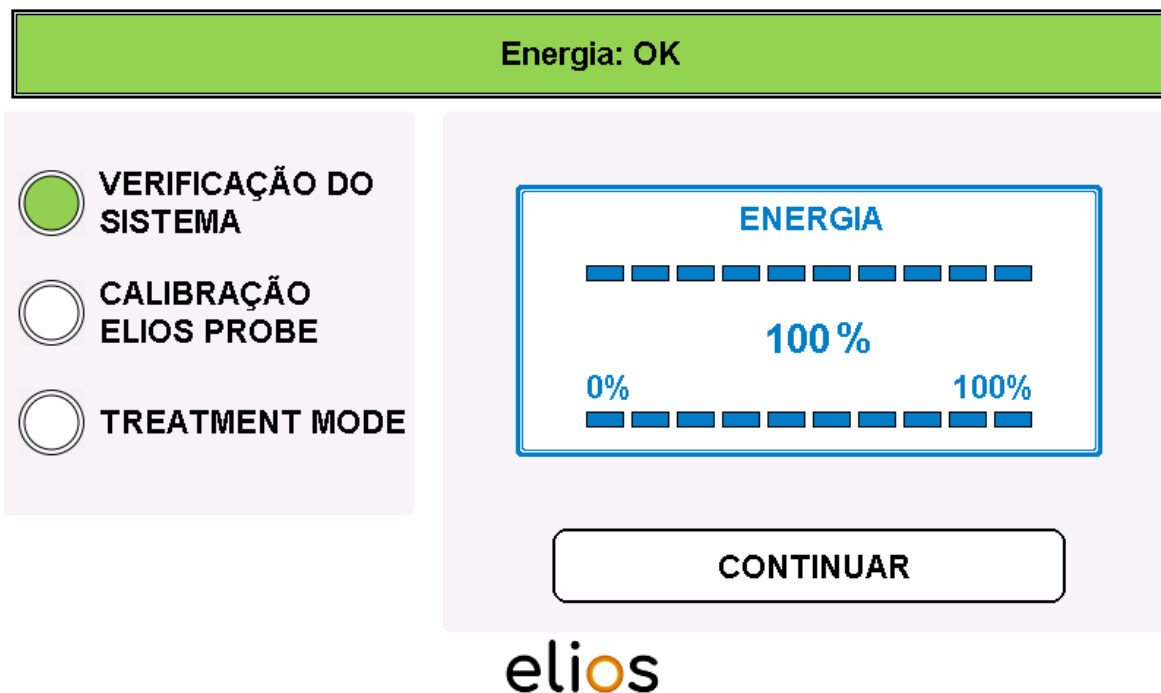 Energia: OK
VERIFICAÇÃO DO
SISTEMA
CALIBRAÇÃO
ELIOS PROBE
TREATMENT MODE
ENERGIA
100 %
0% 100%
CONTINUAR
elios